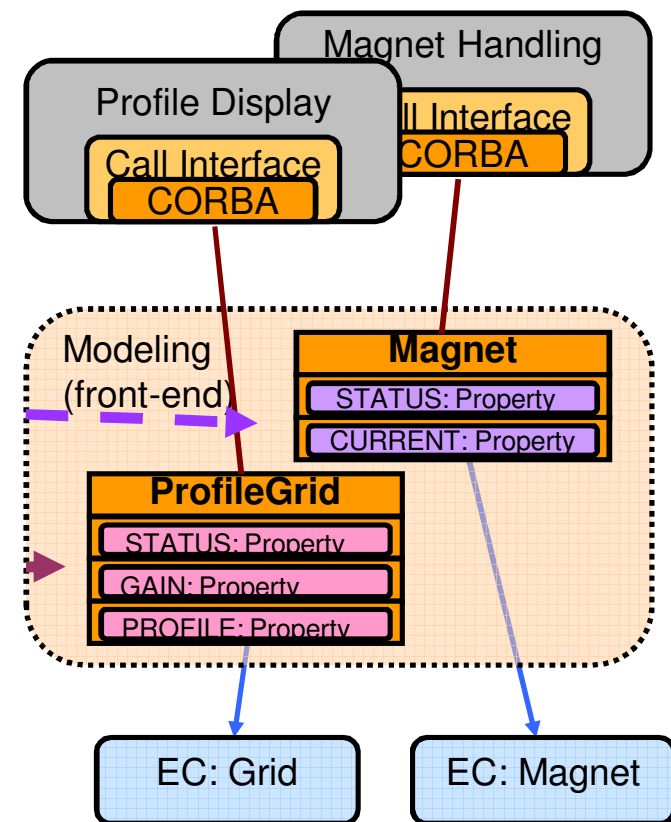 Magnet Handling
ll Interface
CORBA
Profile Display
Call Interface
CORBA
Modeling
(front-end)
Magnet
STATUS: Property
CURRENT: Property
ProfileGrid
STATUS: Property
GAIN: Property
PROFILE: Property
EC: Grid
EC: Magnet